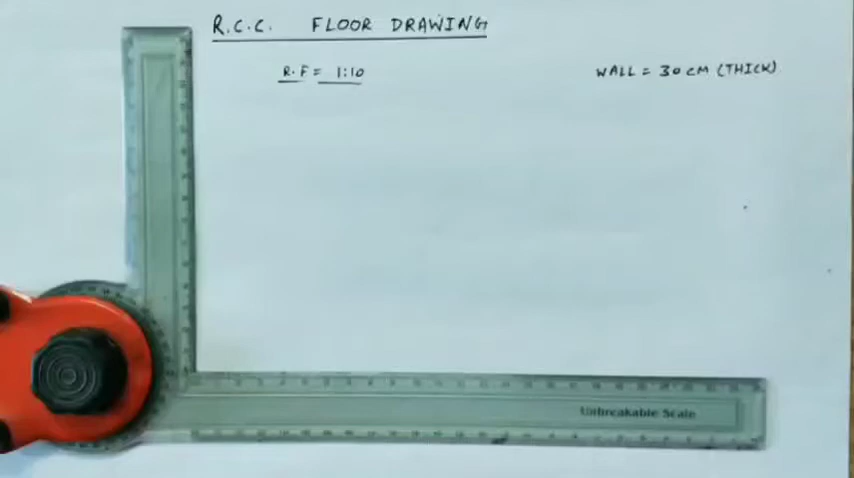 R.C.C. FLOOR DRAWING
R.F = 1:10
WALL = 30 CM (THICK)
Unbreakable Scale